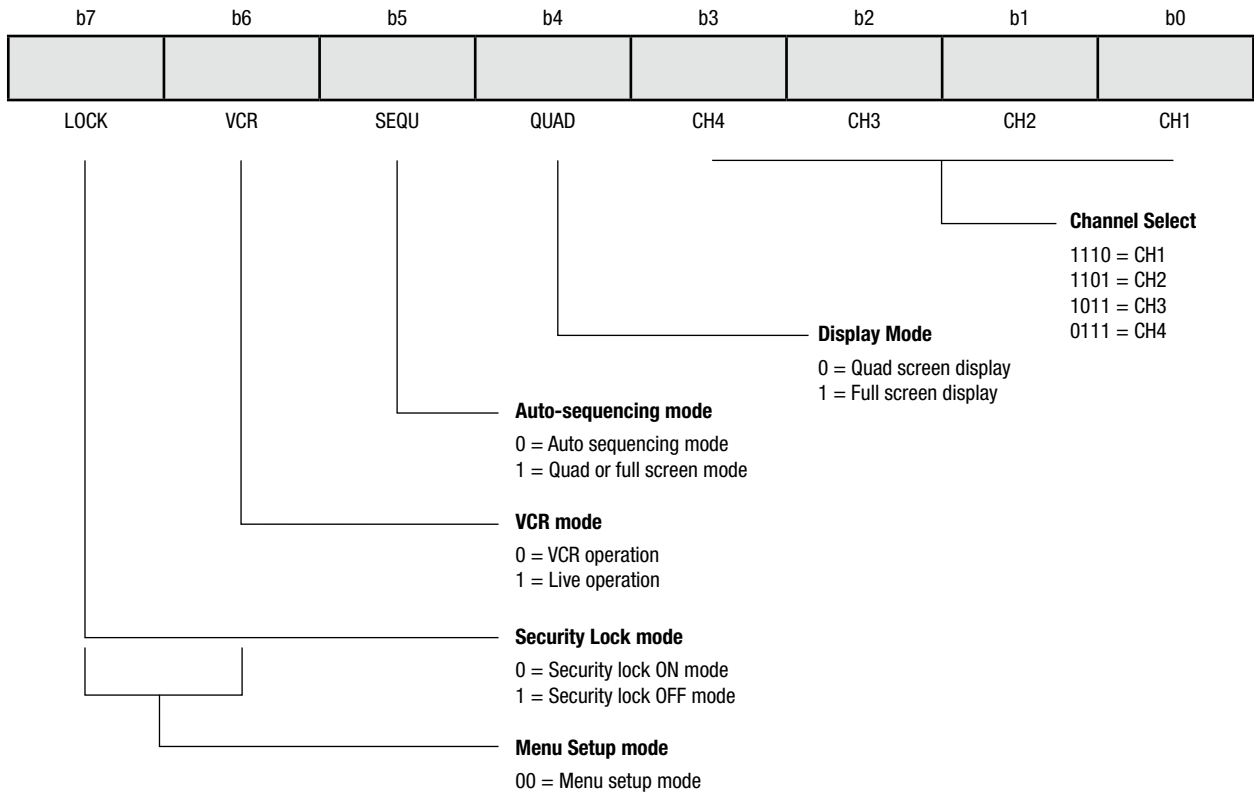 b7 b6 b5 b4 b3 b2 b1 b0
LOCK VCR SEQU QUAD CH4 CH3 CH2 CH1
Channel Select
1110 = CH1
1101 = CH2
1011 = CH3
0111 = CH4
Display Mode
0 = Quad screen display
1 = Full screen display
Auto-sequencing mode
0 = Auto sequencing mode
1 = Quad or full screen mode
VCR mode
0 = VCR operation
1 = Live operation
Security Lock mode
0 = Security lock ON mode
1 = Security lock OFF mode
Menu Setup mode
00 = Menu setup mode